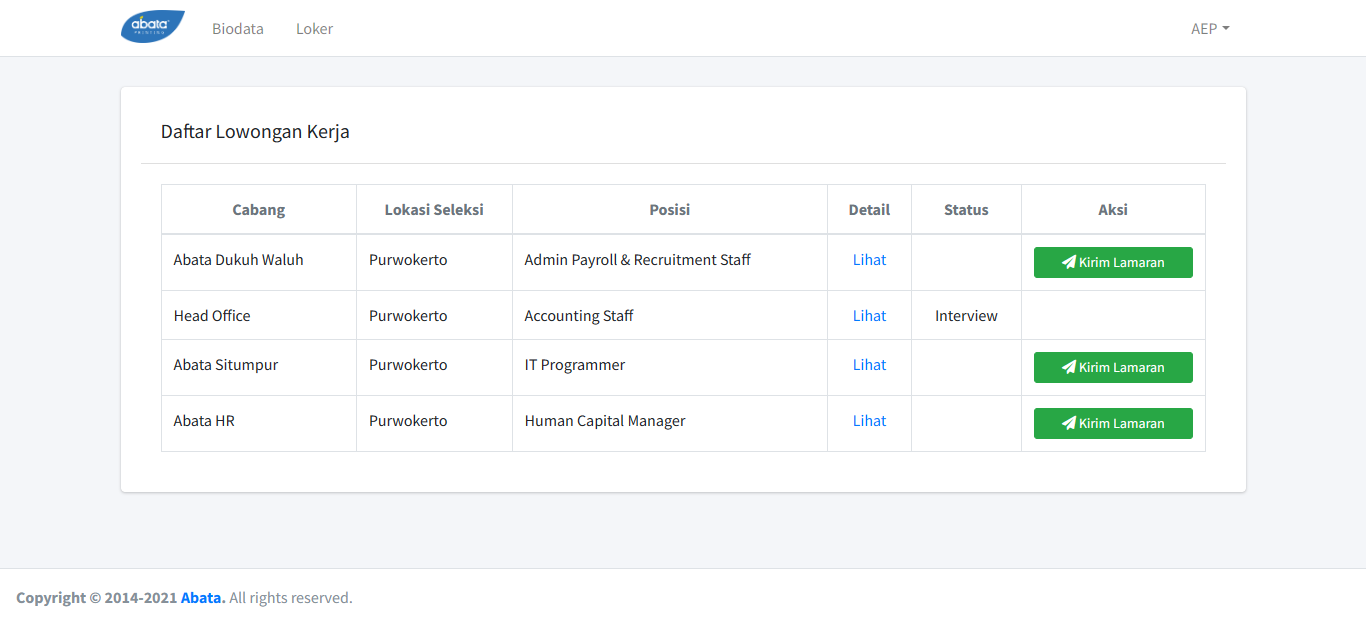 abata
PRINTING
Biodata Loker AEP
Daftar Lowongan Kerja
Cabang Lokasi Seleksi Posisi Detail Status Aksi
Abata Dukuh Waluh Purwokerto Admin Payroll & Recruitment Staff Lihat Kirim Lamaran
Head Office Purwokerto Accounting Staff Lihat Interview
Abata Situmpur Purwokerto IT Programmer Lihat Kirim Lamaran
Abata HR Purwokerto Human Capital Manager Lihat Kirim Lamaran
Copyright © 2014-2021 Abata. All rights reserved.